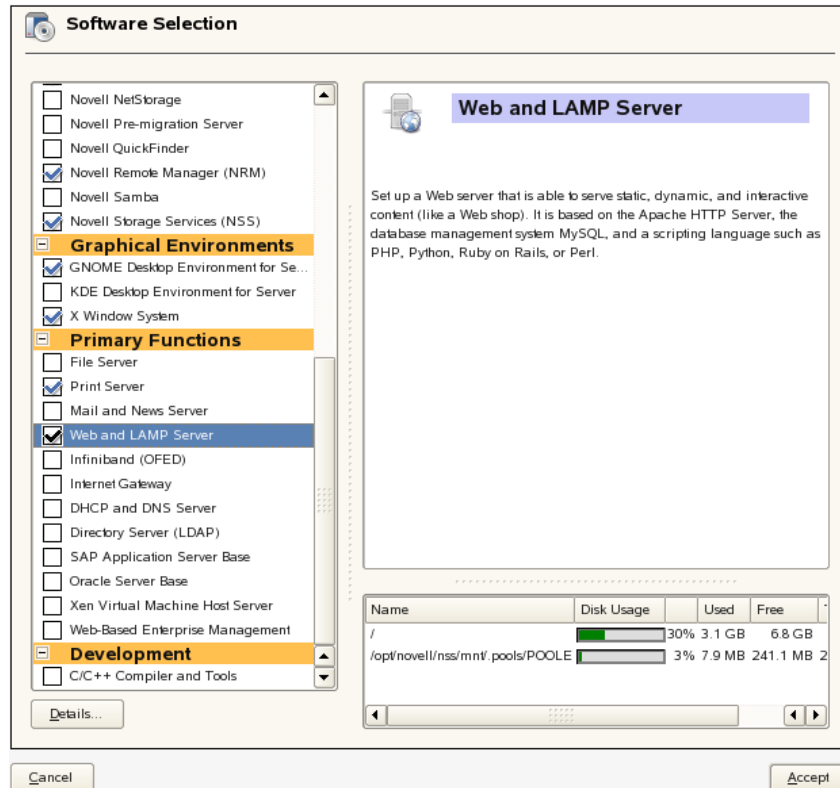 Software Selection
Novell NetStorage
Novell Pre-migration Server
Novell QuickFinder
Novell Remote Manager (NRM)
Novell Samba
Novell Storage Services (NSS)
Graphical Environments
GNOME Desktop Environment for Se...
KDE Desktop Environment for Server
X Window System
Primary Functions
File Server
Print Server
Mail and News Server
Web and LAMP Server
Infiniband (OFED)
Internet Gateway
DHCP and DNS Server
Directory Server (LDAP)
SAP Application Server Base
Oracle Server Base
Xen Virtual Machine Host Server
Web-Based Enterprise Management
Development
C/C++ Compiler and Tools
Details...
Web and LAMP Server
Set up a Web server that is able to serve static, dynamic, and interactive
content (like a Web shop). It is based on the Apache HTTP Server, the
database management system MySQL, and a scripting language such as
PHP, Python, Ruby on Rails, or Perl.
Name Disk Usage Used Free
/ 30% 3.1 GB 6.8 GB
/opt/novell/nss/mnt/.pools/POOLE 3% 7.9 MB 241.1 MB 2
Cancel
Accept